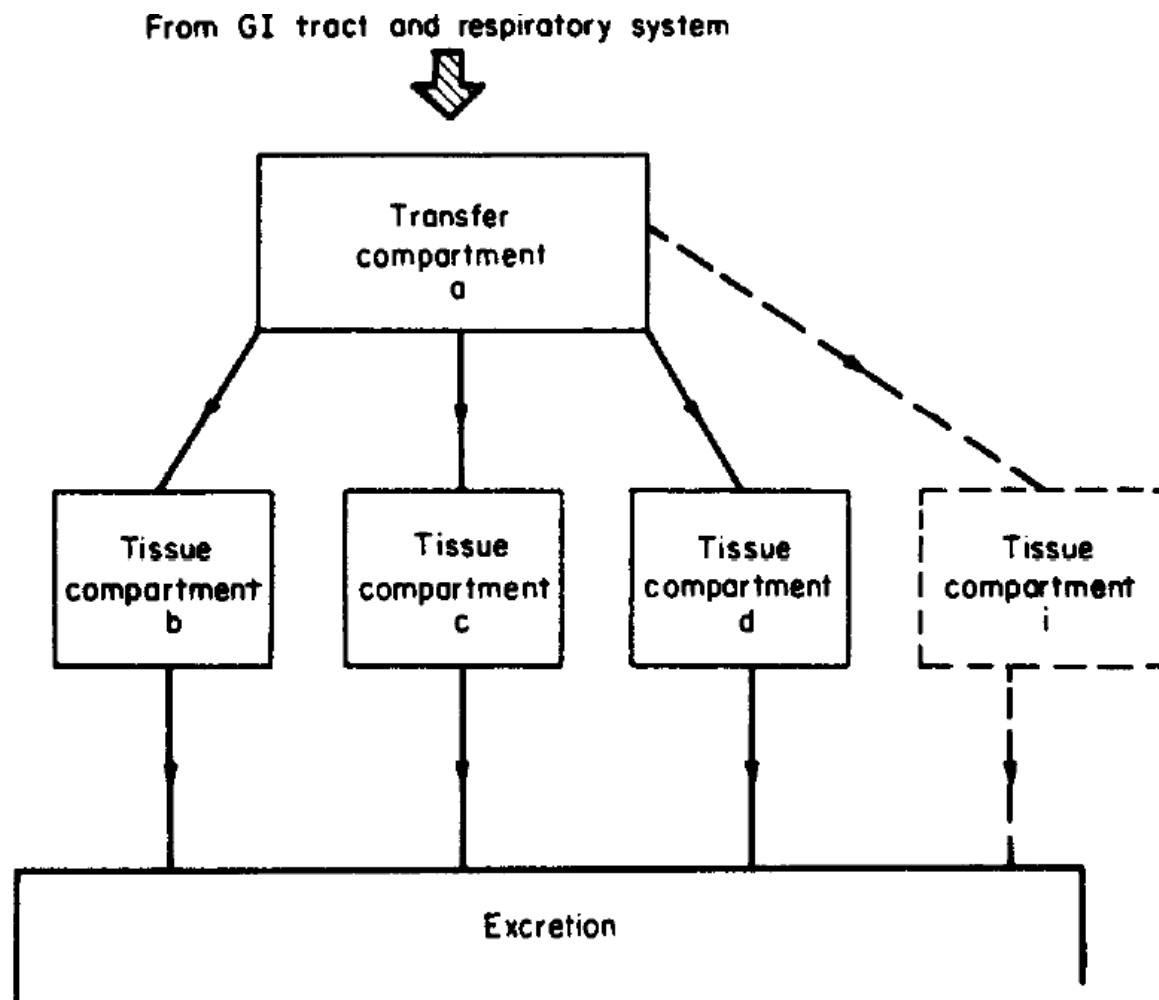 From GI tract and respiratory system
Transfer
compartment
a
Tissue
compartment
b
Tissue
compartment
c
Tissue
compartment
d
Tissue
compartment
i
Excretion